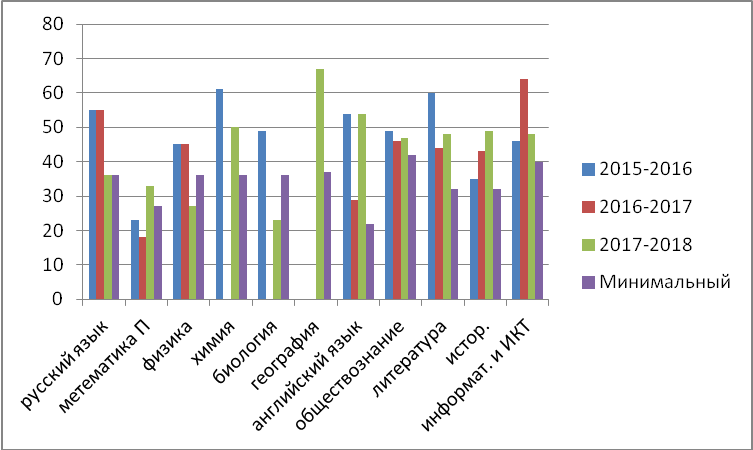 80
70
60
50
40
30
20
10
0
русский язык
метематика П
физика
химия
биология
география
английский язык
обществознание
литература
истор.
информат. и ИКТ
2015-2016
2016-2017
2017-2018
Минимальный